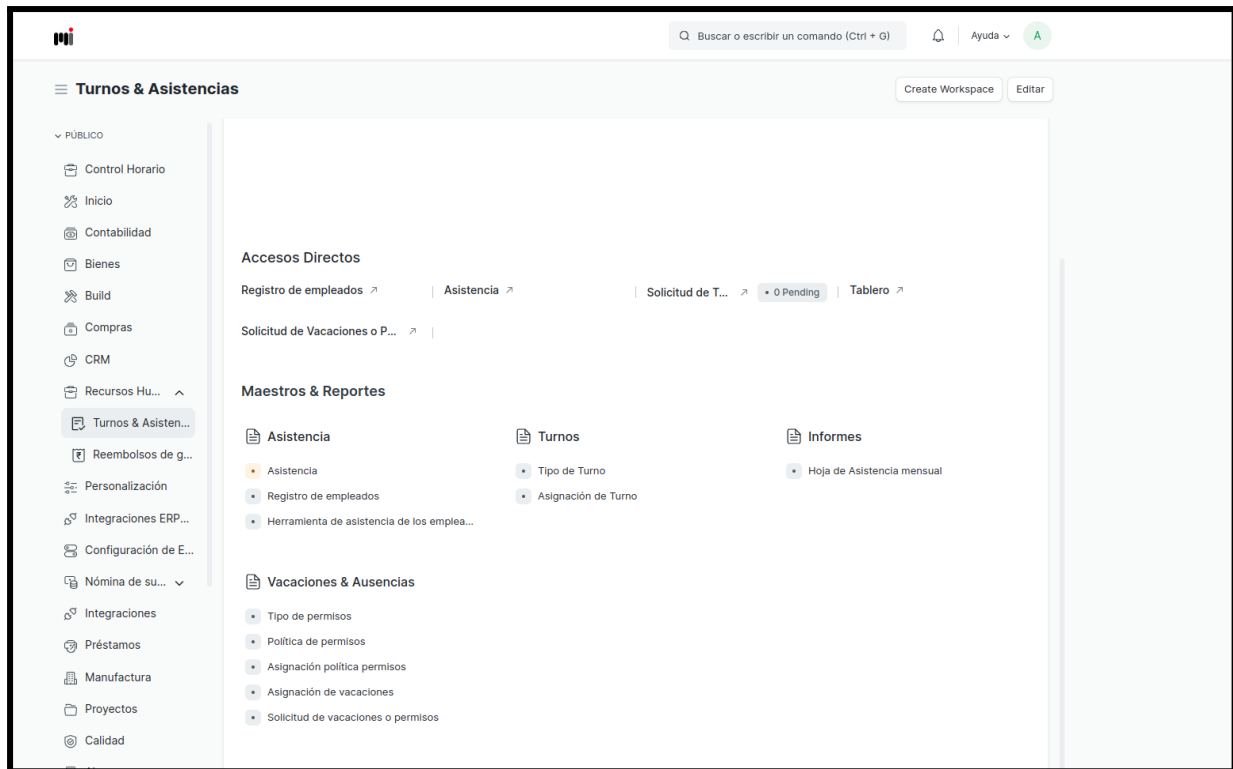 Buscar o escribir un comando (Ctrl + G)
Ayuda
A
Turnos & Asistencias
Create Workspace
Editar
PÚBLICO
Control Horario
Inicio
Contabilidad
Bienes
Build
Compras
CRM
Recursos Hu...
Turnos & Asisten...
Reembolsos de g...
Personalización
Integraciones ERP...
Configuración de E...
Nómina de su...
Integraciones
Préstamos
Manufactura
Proyectos
Calidad
Accesos Directos
Registro de empleados
Asistencia
Solicitud de T...
0 Pending
Tablero
Solicitud de Vacaciones o P...
Maestros & Reportes
Asistencia
Asistencia
Registro de empleados
Herramienta de asistencia de los emplea...
Turnos
Tipo de Turno
Asignación de Turno
Informes
Hoja de Asistencia mensual
Vacaciones & Ausencias
Tipo de permisos
Política de permisos
Asignación política permisos
Asignación de vacaciones
Solicitud de vacaciones o permisos